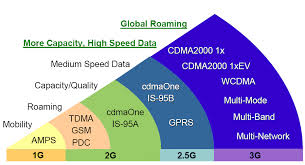 Global Roaming
More Capacity, High Speed Data
Medium Speed Data
Capacity/Quality
Roaming
Mobility
AMPS
TDMA
GSM
PDC
cdmaOne
IS-95A
cdmaOne
IS-95B
GPRS
CDMA2000 1x
CDMA2000 1xEV
WCDMA
Multi-Mode
Multi-Band
Multi-Network
1G
2G
2.5G
3G